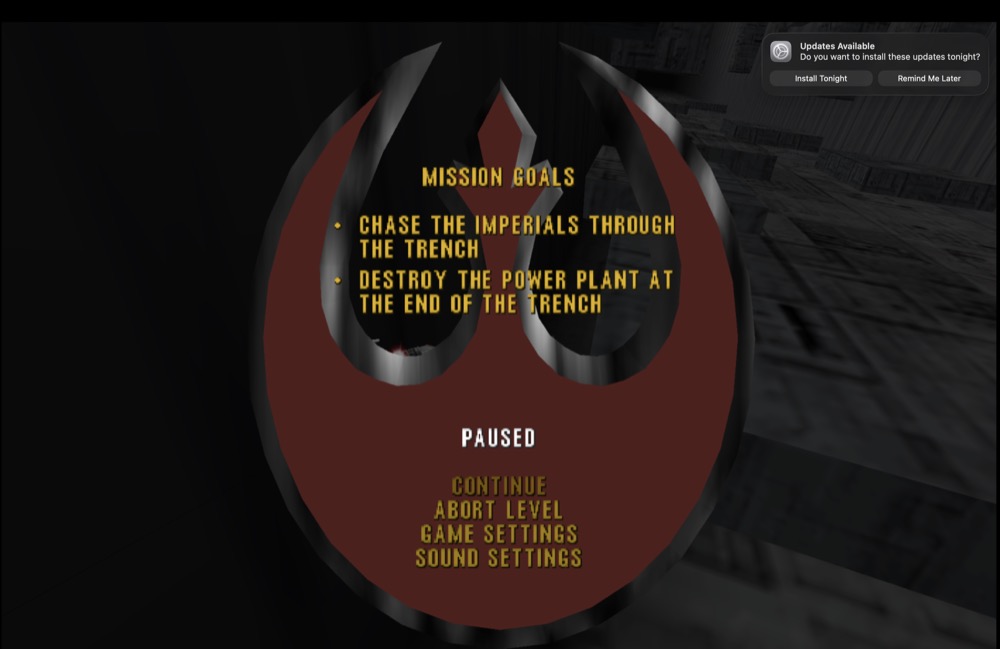 Updates Available
Do you want to install these updates tonight?
Install Tonight
Remind Me Later
MISSION GOALS
• CHASE THE IMPERIALS THROUGH
THE TRENCH
• DESTROY THE POWER PLANT AT
THE END OF THE TRENCH
PAUSED
CONTINUE
ABORT LEVEL
GAME SETTINGS
SOUND SETTINGS